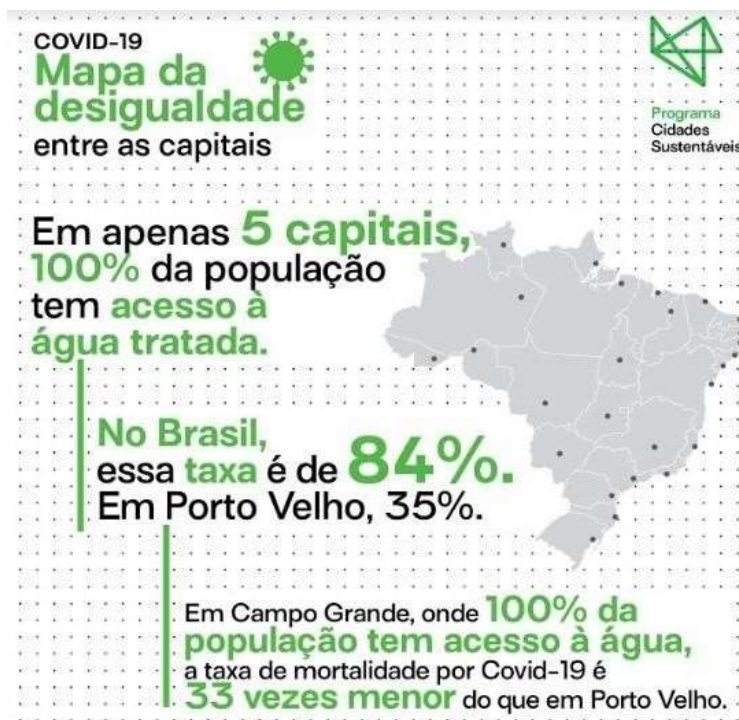 COVID-19
Mapa da
desigualdade
entre as capitais
Programa
Cidades
Sustentáveis
Em apenas 5 capitais,
100% da população
tem acesso à
água tratada.
No Brasil,
essa taxa é de 84%.
Em Porto Velho, 35%.
Em Campo Grande, onde 100% da
população tem acesso à água,
a taxa de mortalidade por Covid-19 é
33 vezes menor do que em Porto Velho.